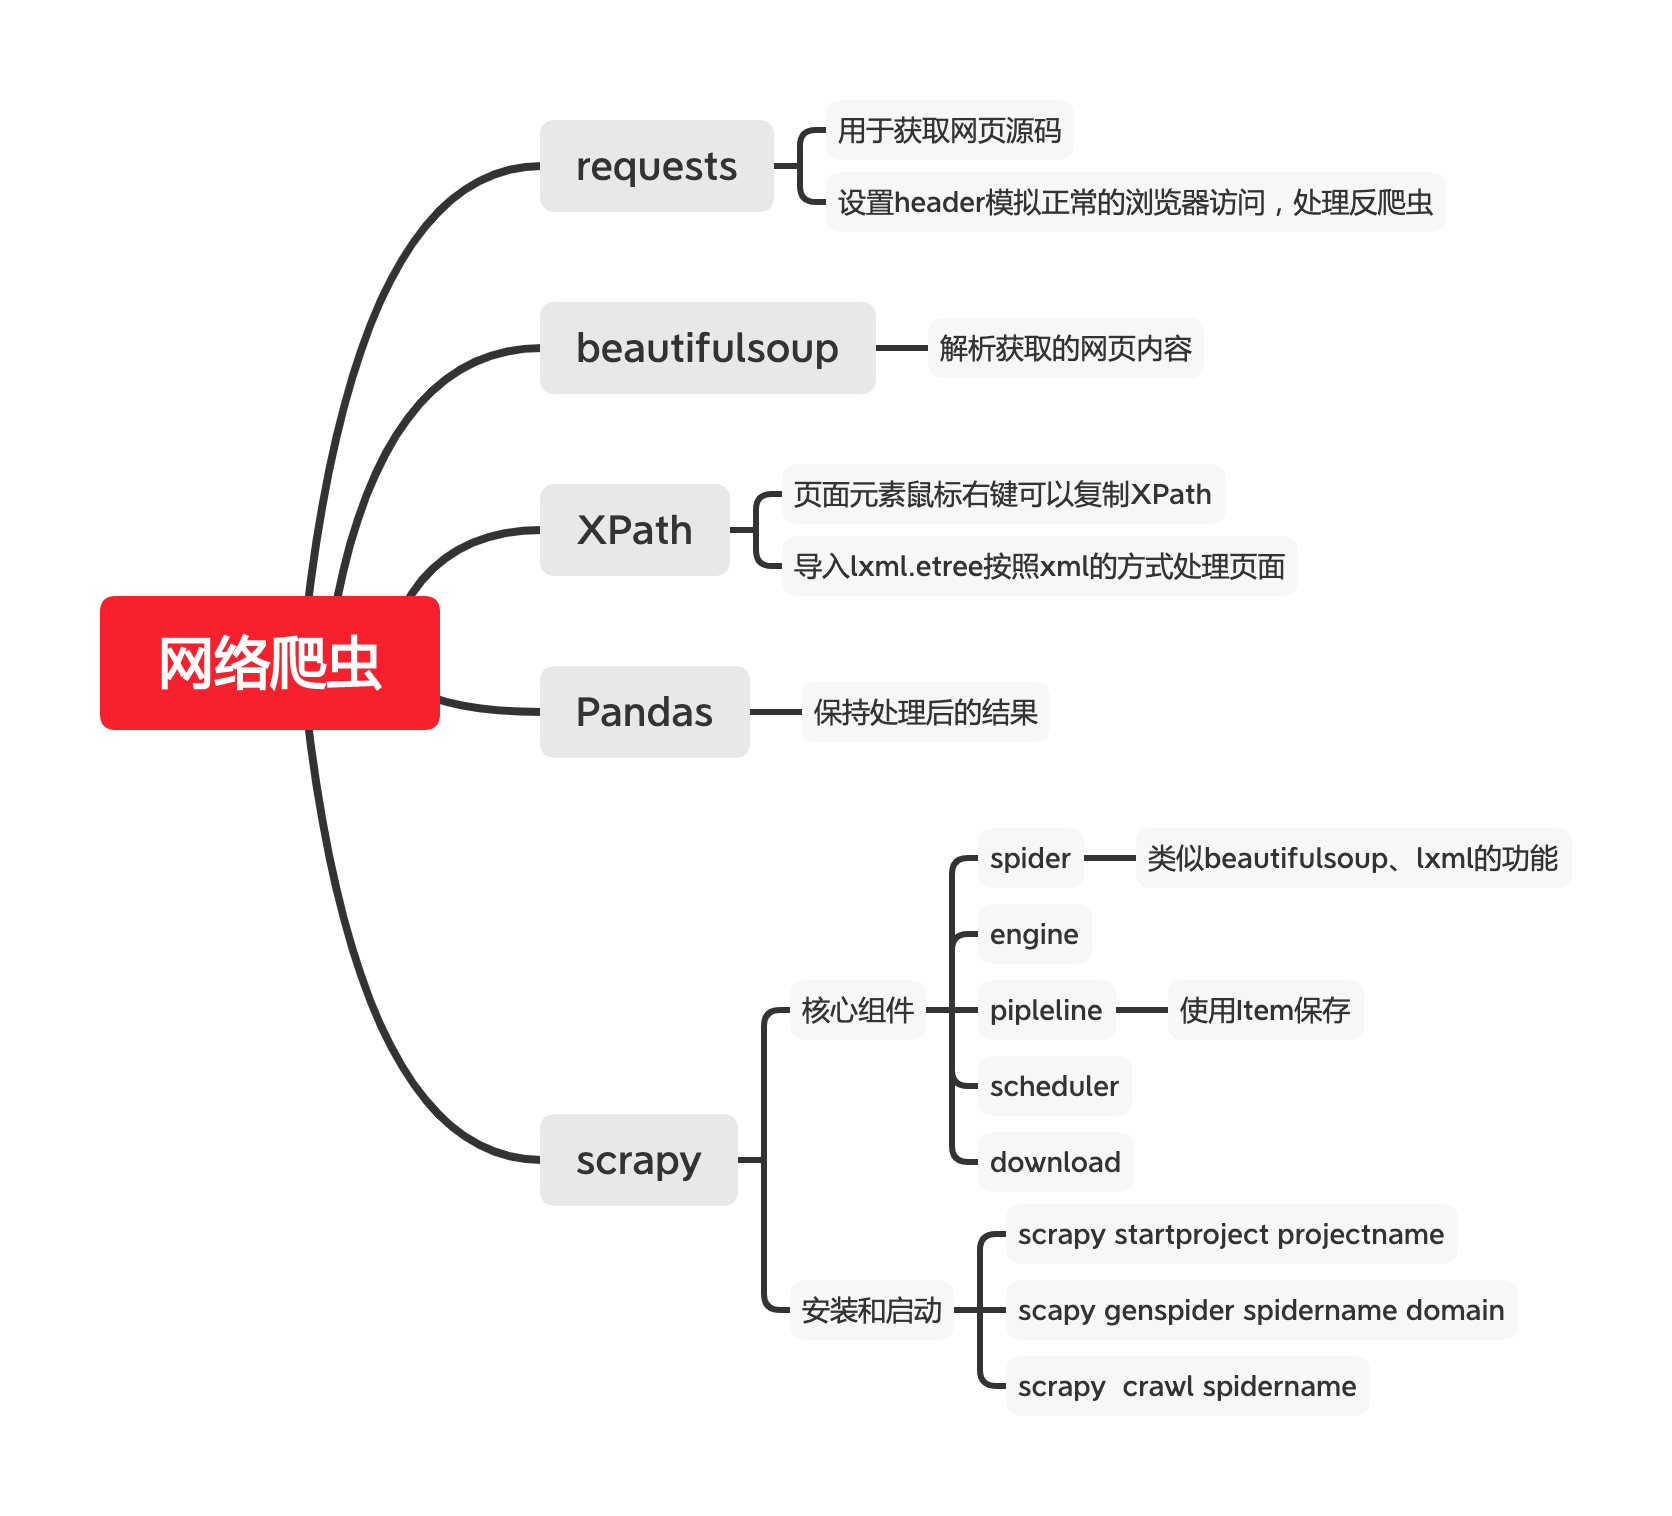 requests
用于获取网页源码
设置header模拟正常的浏览器访问，处理反爬虫
beautifulsoup
解析获取的网页内容
XPath
页面元素鼠标右键可以复制XPath
导入lxml.etree按照xml的方式处理页面
网络爬虫
Pandas
保持处理后的结果
scrapy
核心组件
spider
类似beautifulsoup、lxml的功能
engine
pipleline
使用Item保存
scheduler
download
安装和启动
scrapy startproject projectname
scapy genspider spidername domain
scrapy  crawl spidername